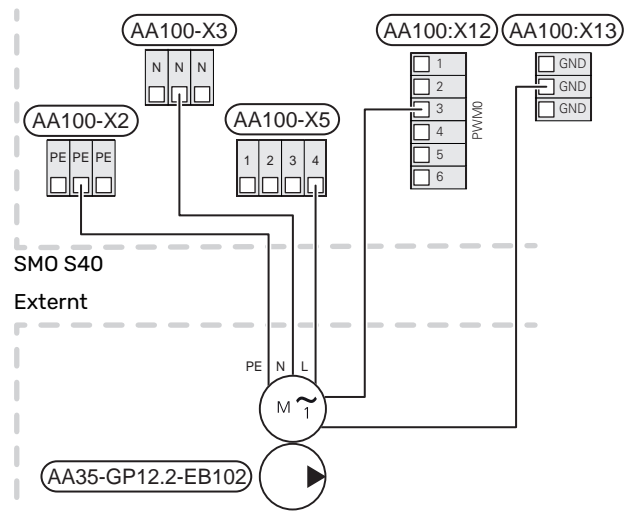 AA100-X3
AA100:X12
AA100:X13
N N N
1
2
3
4
5
6
PWM0
GND
GND
GND
AA100-X2
PE PE PE
AA100-X5
1 2 3 4
SMO S40
Externt
PE N L
M ~
1
AA35-GP12.2-EB102